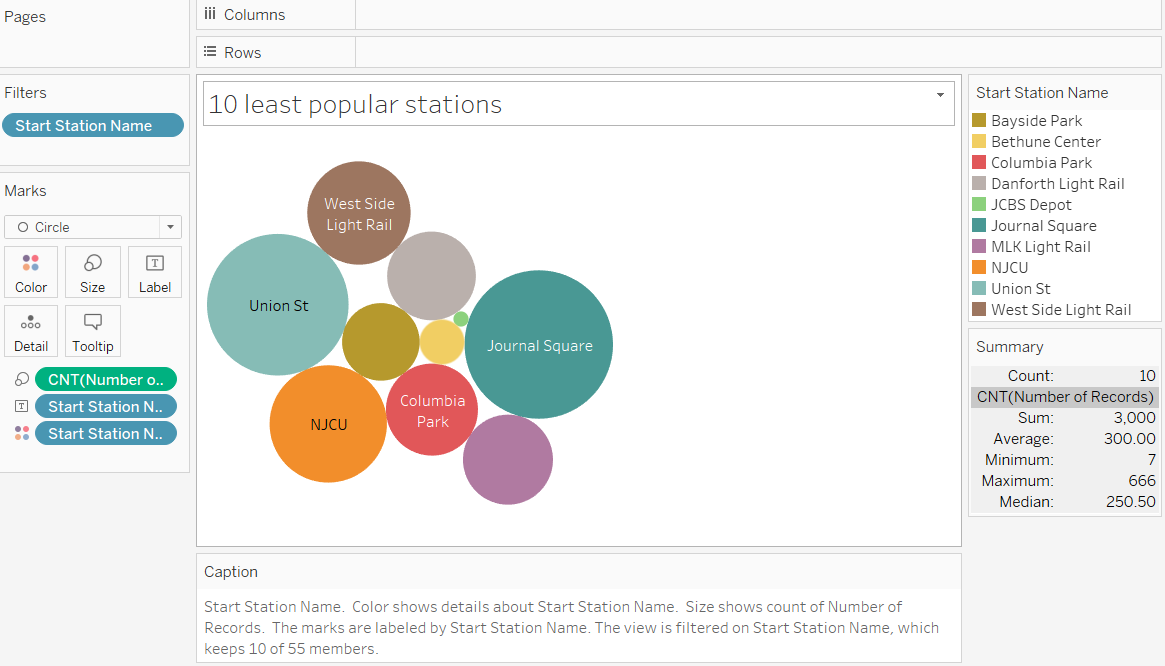 Pages
Columns
Rows
Filters
Start Station Name
Marks
Circle
Color
Size
T
Label
Detail
Tooltip
CNT(Number o..
T
Start Station N..
Start Station N..
10 least popular stations
West Side
Light Rail
Union St
Journal Square
Columbia
Park
NJCU
Start Station Name
Bayside Park
Bethune Center
Columbia Park
Danforth Light Rail
JCBS Depot
Journal Square
MLK Light Rail
NJCU
Union St
West Side Light Rail
Summary
Count: 10
CNT(Number of Records)
Sum: 3,000
Average: 300.00
Minimum: 7
Maximum: 666
Median: 250.50
Caption
Start Station Name.  Color shows details about Start Station Name.  Size shows count of Number of
Records.  The marks are labeled by Start Station Name. The view is filtered on Start Station Name, which
keeps 10 of 55 members.